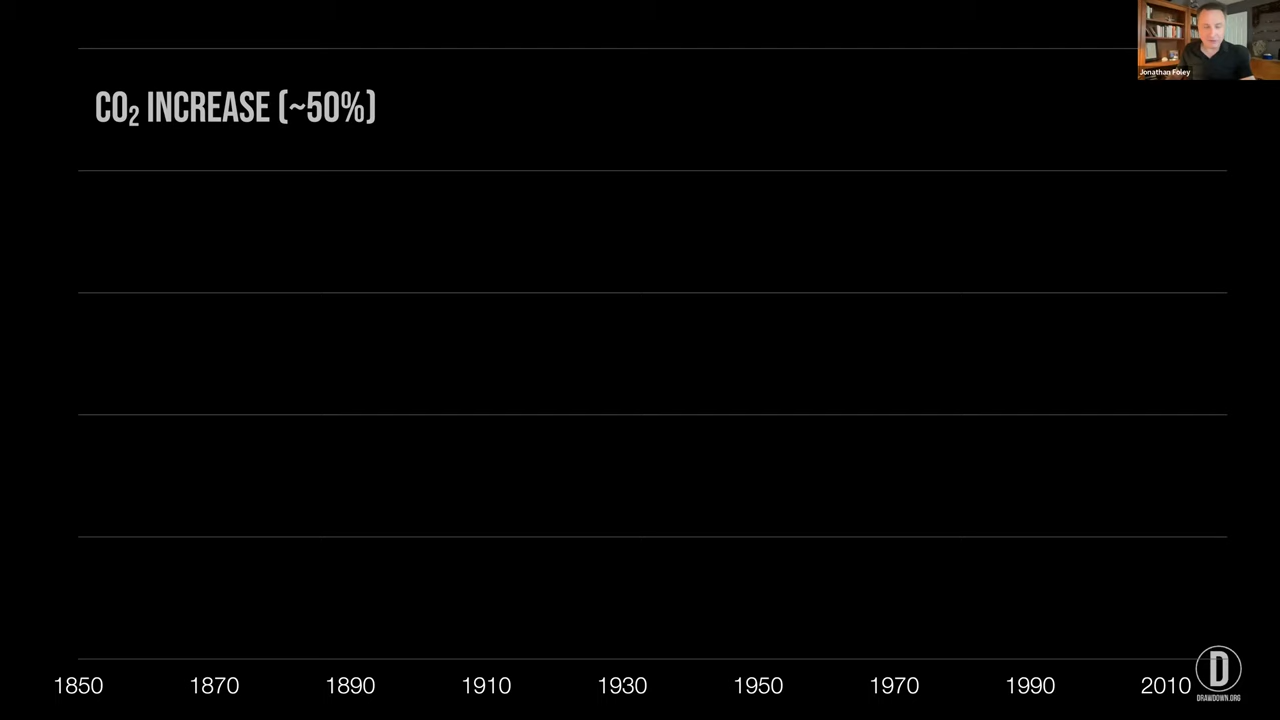 Jonathan Foley
CO₂ INCREASE (~50%)
1850 1870 1890 1910 1930 1950 1970 1990 2010
D
DRAWDOWN.ORG